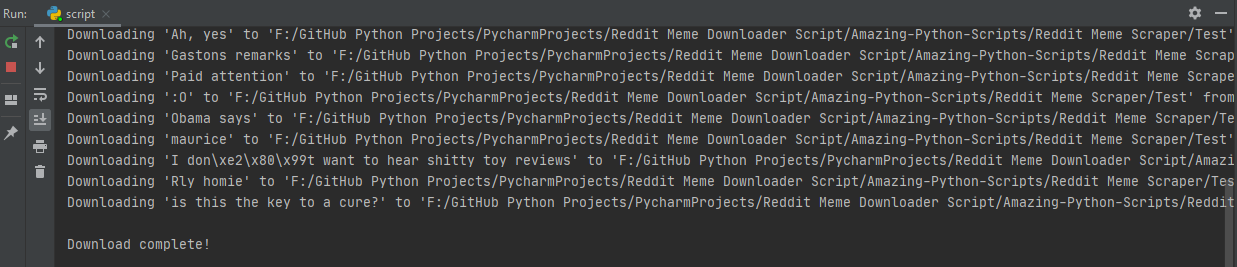 Run: script
Downloading 'Ah, yes' to 'F:/GitHub Python Projects/PycharmProjects/Reddit Meme Downloader Script/Amazing-Python-Scripts/Reddit Meme Scraper/Test'
Downloading 'Gastons remarks' to 'F:/GitHub Python Projects/PycharmProjects/Reddit Meme Downloader Script/Amazing-Python-Scripts/Reddit Meme Scrap
Downloading 'Paid attention' to 'F:/GitHub Python Projects/PycharmProjects/Reddit Meme Downloader Script/Amazing-Python-Scripts/Reddit Meme Scrape
Downloading ':O' to 'F:/GitHub Python Projects/PycharmProjects/Reddit Meme Downloader Script/Amazing-Python-Scripts/Reddit Meme Scraper/Test' from
Downloading 'Obama says' to 'F:/GitHub Python Projects/PycharmProjects/Reddit Meme Downloader Script/Amazing-Python-Scripts/Reddit Meme Scraper/Te
Downloading 'maurice' to 'F:/GitHub Python Projects/PycharmProjects/Reddit Meme Downloader Script/Amazing-Python-Scripts/Reddit Meme Scraper/Test'
Downloading 'I don\xe2\x80\x99t want to hear shitty toy reviews' to 'F:/GitHub Python Projects/PycharmProjects/Reddit Meme Downloader Script/Amazi
Downloading 'Rly homie' to 'F:/GitHub Python Projects/PycharmProjects/Reddit Meme Downloader Script/Amazing-Python-Scripts/Reddit Meme Scraper/Tes
Downloading 'is this the key to a cure?' to 'F:/GitHub Python Projects/PycharmProjects/Reddit Meme Downloader Script/Amazing-Python-Scripts/Reddit
Download complete!